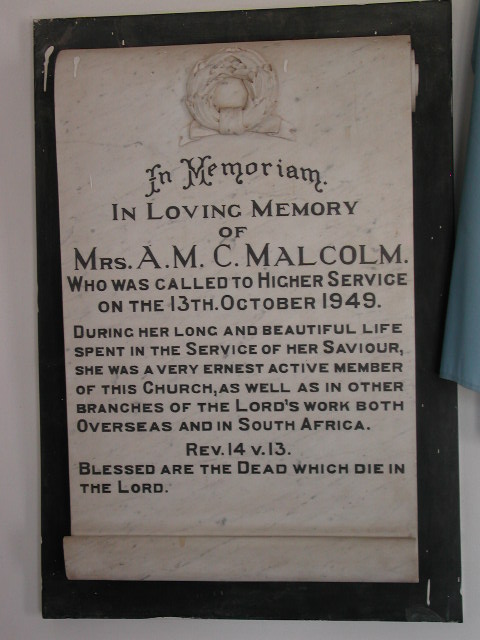 In Memoriam.
In Loving Memory
of
Mrs. A. M. C. Malcolm.
Who was called to Higher Service
on the 13th. October 1949.
During her long and beautiful life
spent in the Service of her Saviour,
she was a very ernest active member
of this Church, as well as in other
branches of the Lord's work both
Overseas and in South Africa.
Rev. 14 v. 13.
Blessed are the Dead which die in
the Lord.